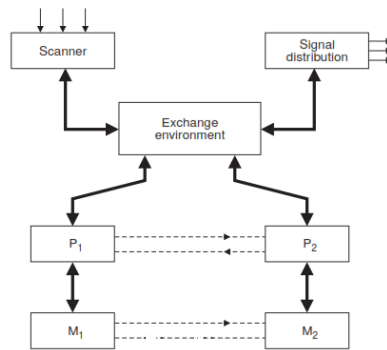 Scanner
Signal
distribution
Exchange
environment
P1
P2
M1
M2